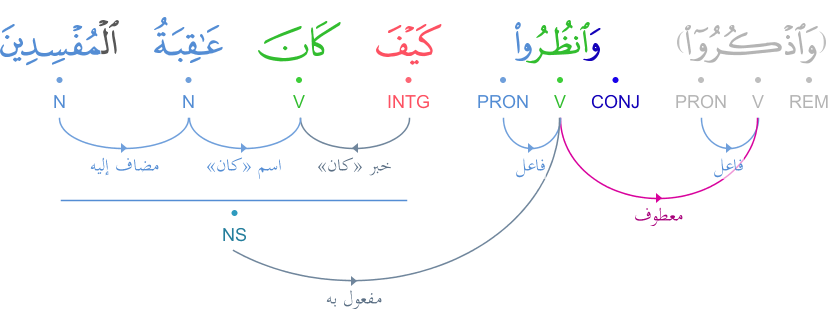 (وَٱذْكُرُوٓا۟) وَٱنظُرُوا۟ كَيْفَ كَانَ عَـٰقِبَةُ ٱلْمُفْسِدِينَ
REM V PRON CONJ V PRON INTG V N N
فاعل فاعل خبر «كان» اسم «كان» مضاف إليه
معطوف
NS
مفعول به